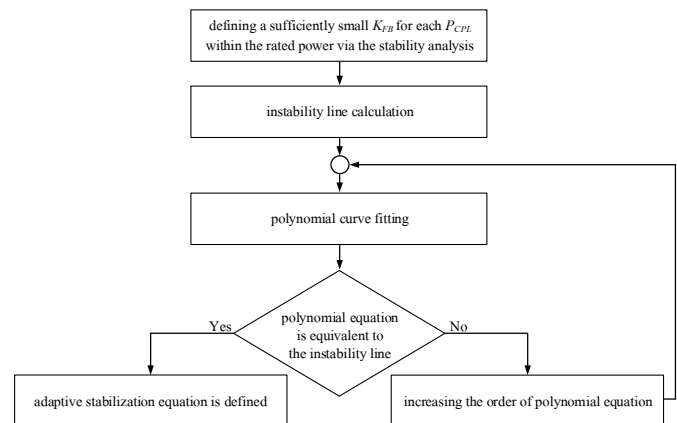 defining a sufficiently small K_FB for each P_CPL
within the rated power via the stability analysis
instability line calculation
polynomial curve fitting
polynomial equation
is equivalent to
the instability line
Yes
No
adaptive stabilization equation is defined
increasing the order of polynomial equation